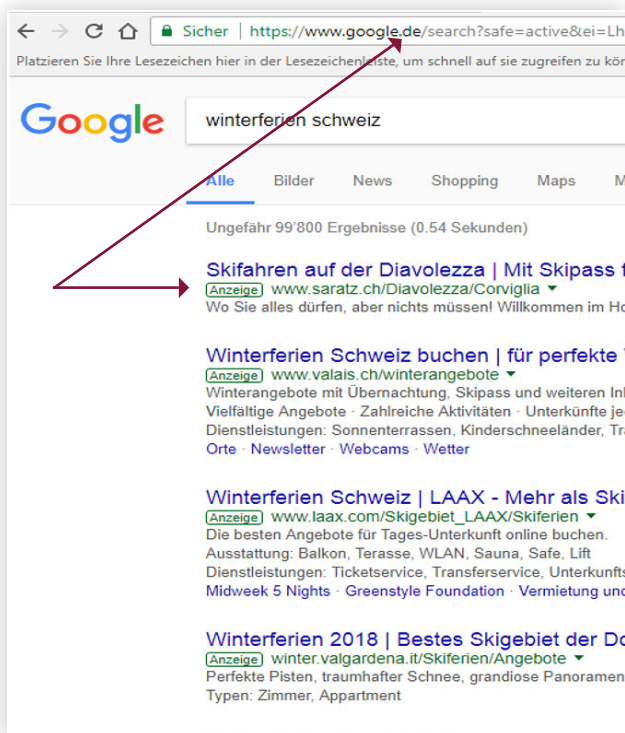 Sicher | https://www.google.de/search?safe=active&ei=Lh
Platzieren Sie Ihre Lesezeichen hier in der Lesezeichenleiste, um schnell auf sie zugreifen zu kön
Google winterferien schweiz
Alle Bilder News Shopping Maps M
Ungefähr 99'800 Ergebnisse (0.54 Sekunden)
Skifahren auf der Diavolezza | Mit Skipass f
Anzeige www.saratz.ch/Diavolezza/Corviglia
Wo Sie alles dürfen, aber nichts müssen! Willkommen im Ho
Winterferien Schweiz buchen | für perfekte
Anzeige www.valais.ch/winterangebote
Winterangebote mit Übernachtung, Skipass und weiteren Inl
Vielfältige Angebote · Zahlreiche Aktivitäten · Unterkünfte je
Dienstleistungen: Sonnenterrassen, Kinderschneeländer, Tra
Orte · Newsletter · Webcams · Wetter
Winterferien Schweiz | LAAX - Mehr als Ski
Anzeige www.laax.com/Skigebiet_LAAX/Skiferien
Die besten Angebote für Tages-Unterkunft online buchen.
Ausstattung: Balkon, Terasse, WLAN, Sauna, Safe, Lift
Dienstleistungen: Ticketservice, Transferservice, Unterkunfts
Midweek 5 Nights · Greenstyle Foundation · Vermietung und
Winterferien 2018 | Bestes Skigebiet der Do
Anzeige winter.valgardena.it/Skiferien/Angebote
Perfekte Pisten, traumhafter Schnee, grandiose Panoramen
Typen: Zimmer, Appartment